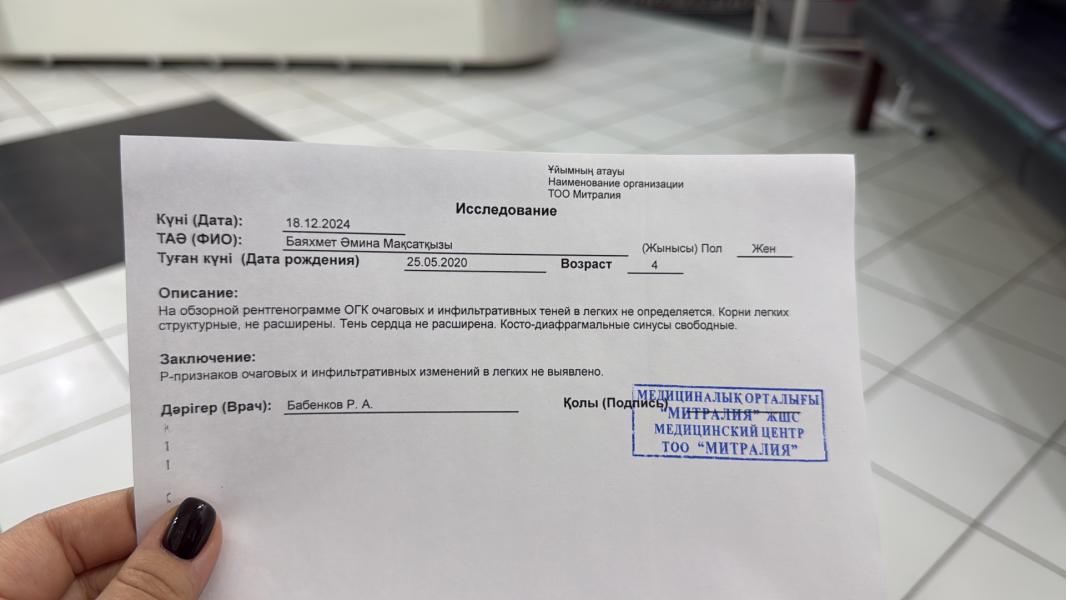 Ұйымның атауы
Наименование организации
ТОО Митралия
Исследование
Күні (Дата): 18.12.2024
ТАӘ (ФИО): Баяхмет Әмина Мақсатқызы (Жынысы) Пол Жен
Туған күні (Дата рождения) 25.05.2020 Возраст 4
Описание:
На обзорной рентгенограмме ОГК очаговых и инфильтративных теней в легких не определяется. Корни легких
структурные, не расширены. Тень сердца не расширена. Косто-диафрагмальные синусы свободные.
Заключение:
Р-признаков очаговых и инфильтративных изменений в легких не выявлено.
Дәрігер (Врач): Бабенков Р. А. Қолы (Подпись)
МЕДИЦИНАЛЫҚ ОРТАЛЫҒЫ
"МИТРАЛИЯ" ЖШС
МЕДИЦИНСКИЙ ЦЕНТР
ТОО "МИТРАЛИЯ"